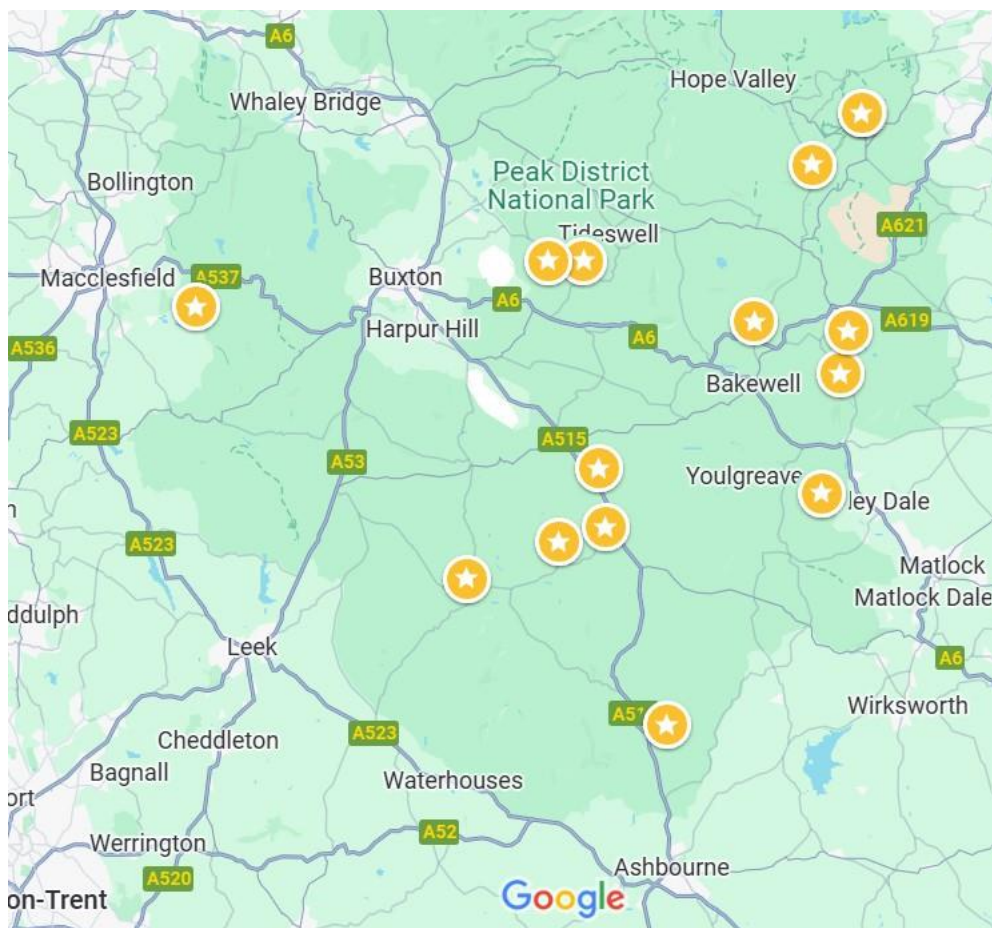 A6
Hope Valley
Whaley Bridge
Peak District
National Park
Bollington
A621
Tideswell
Macclesfield
A537
Buxton
A6
A619
Harpur Hill
A6
A536
Bakewell
A523
A515
A53
Youlgreave
ley Dale
A523
Matlock
Matlock Dale
ddulph
Leek
A6
Wirksworth
A51
A523
Cheddleton
Bagnall
Waterhouses
ort
A52
Werrington
Ashbourne
A520
on-Trent
Google